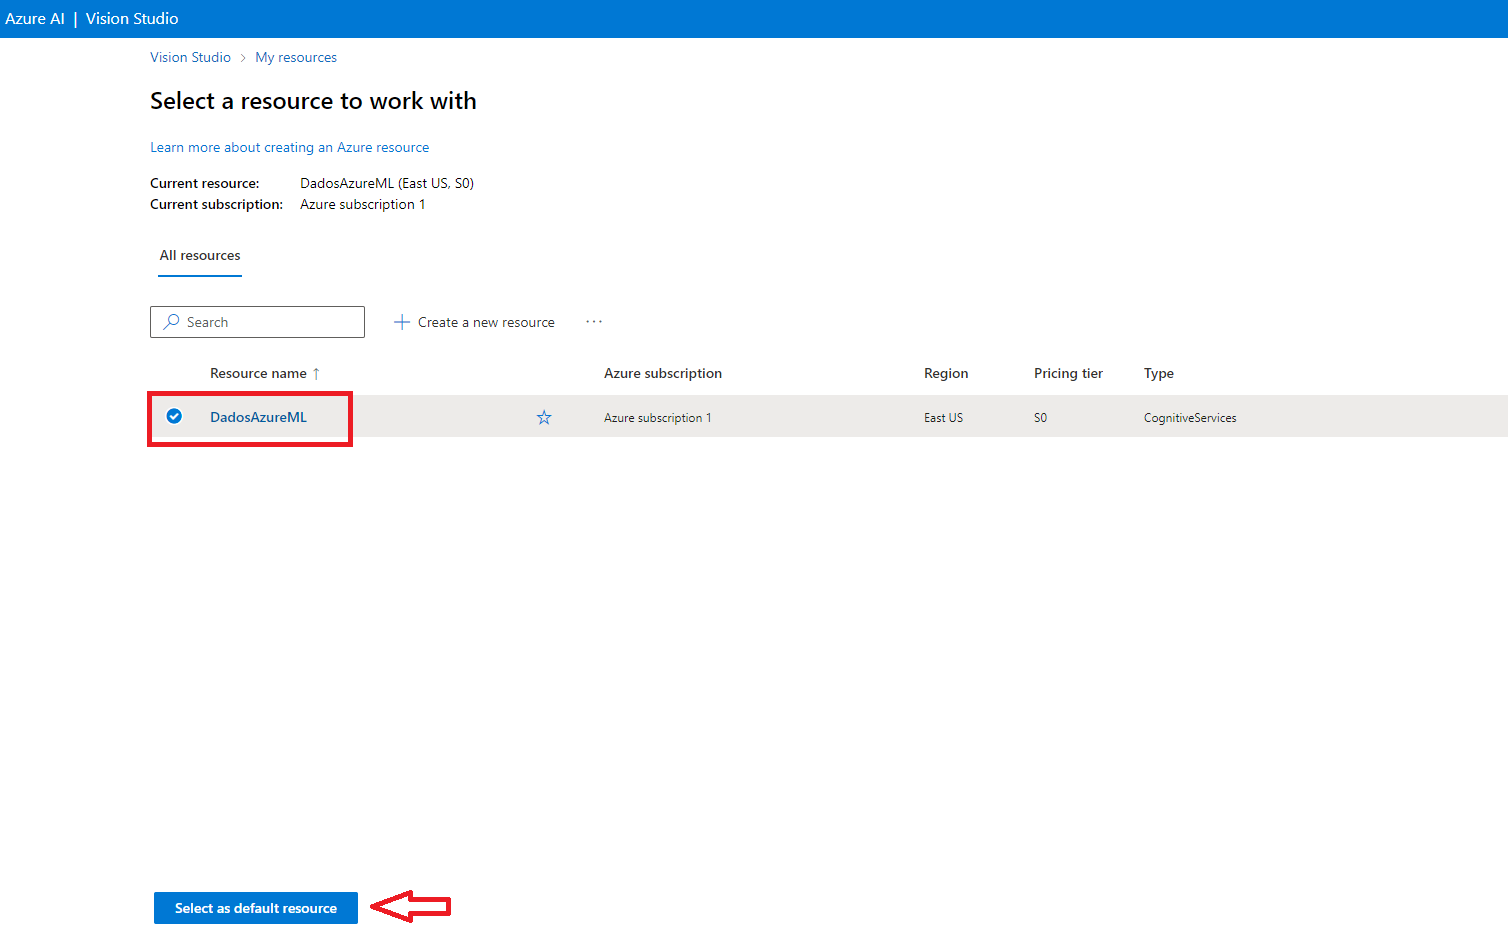 Azure AI | Vision Studio
Vision Studio > My resources
Select a resource to work with
Learn more about creating an Azure resource
Current resource: DadosAzureML (East US, S0)
Current subscription: Azure subscription 1
All resources
Search + Create a new resource ...
Resource name ↑ Azure subscription Region Pricing tier Type
DadosAzureML Azure subscription 1 East US S0 CognitiveServices
Select as default resource